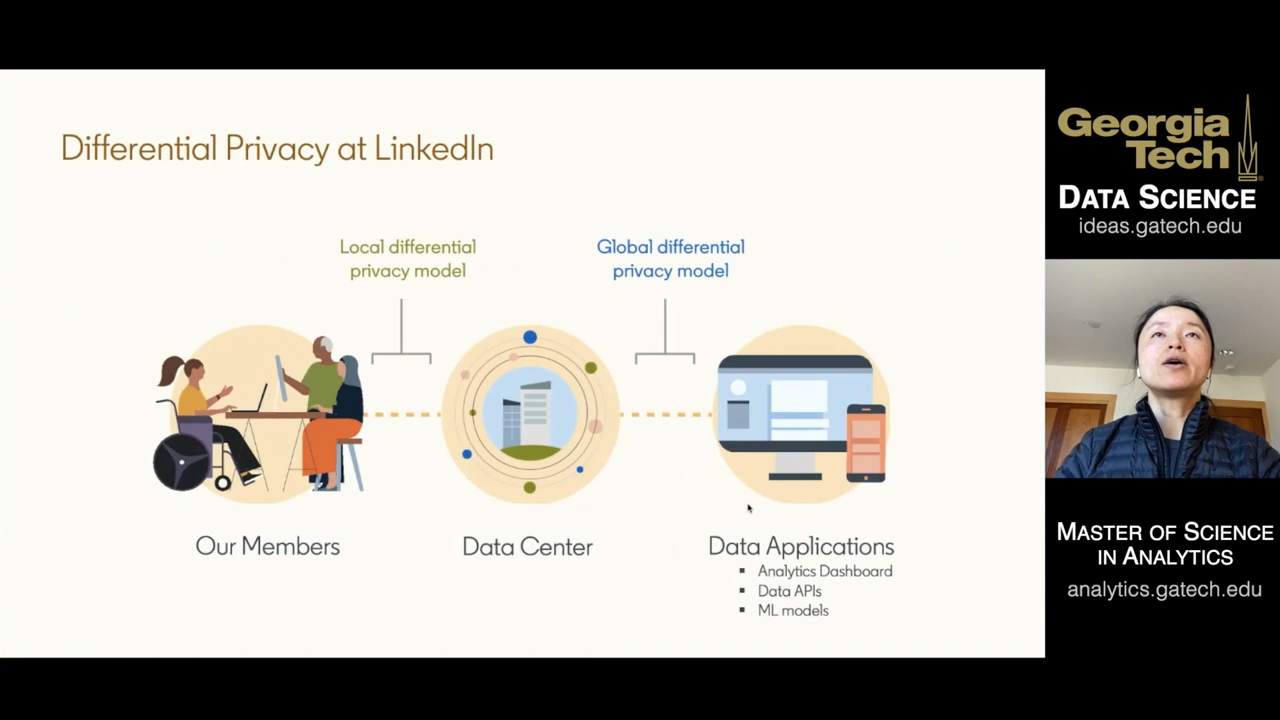 Differential Privacy at LinkedIn
Local differential
privacy model
Global differential
privacy model
Our Members
Data Center
Data Applications
▪ Analytics Dashboard
▪ Data APIs
▪ ML models
Georgia
Tech
DATA SCIENCE
ideas.gatech.edu
MASTER OF SCIENCE
IN ANALYTICS
analytics.gatech.edu